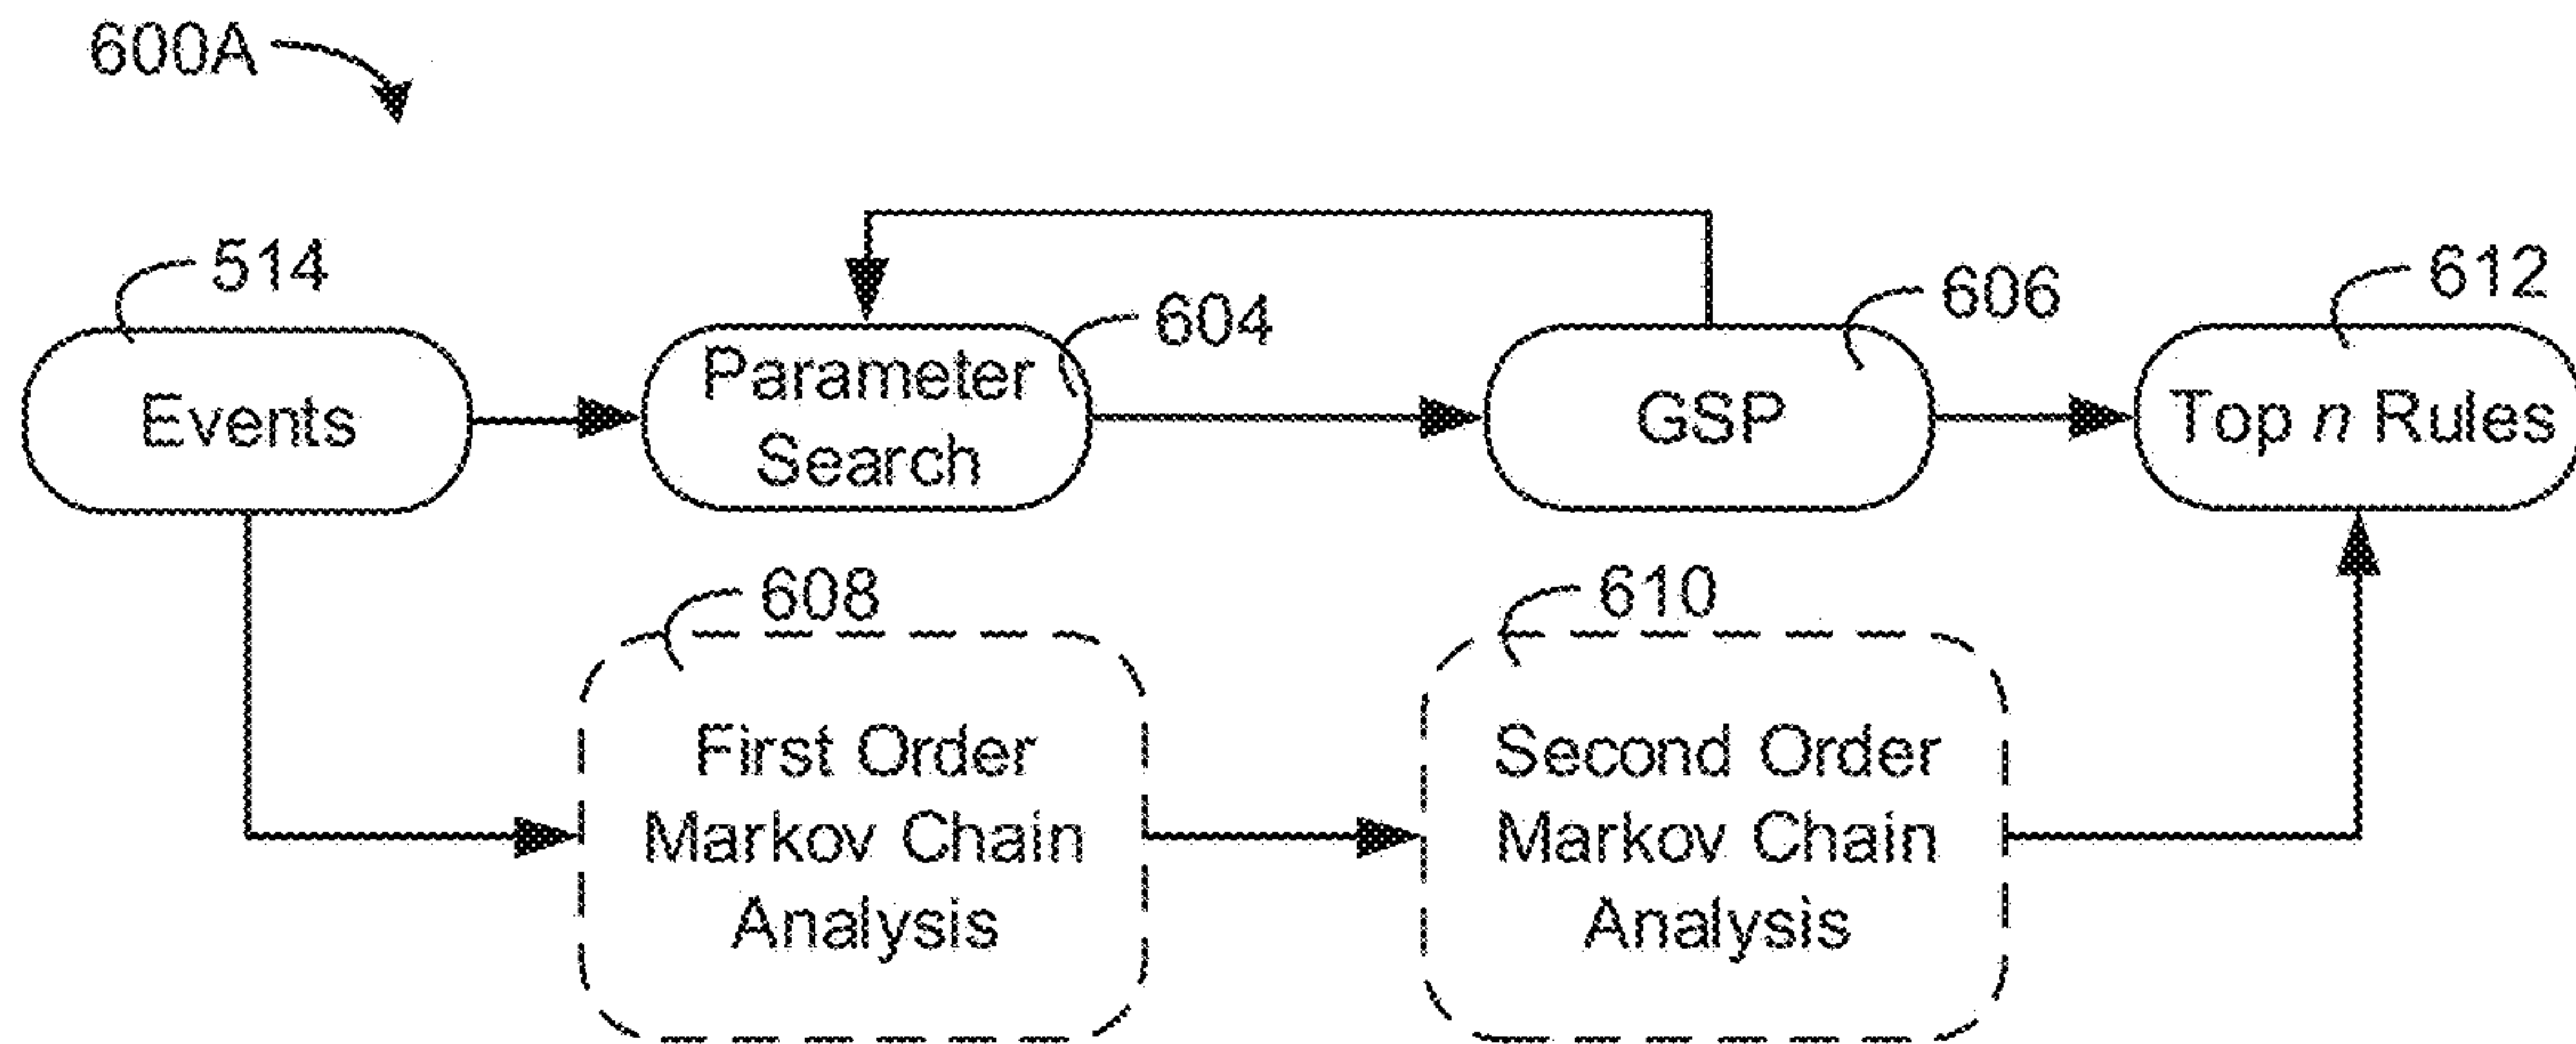 600A
514
604
606
612
Events
Parameter
Search
GSP
Top n Rules
608
610
First Order
Markov Chain
Analysis
Second Order
Markov Chain
Analysis